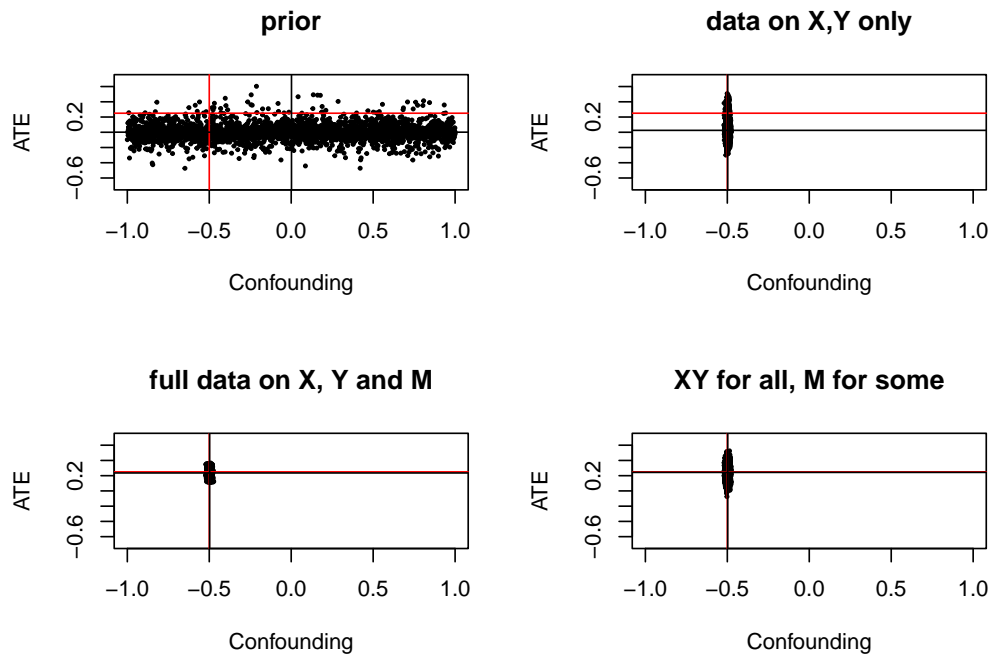 prior
ATE
0.2
−0.6
−1.0 −0.5 0.0 0.5 1.0
Confounding
data on X,Y only
ATE
0.2
−0.6
−1.0 −0.5 0.0 0.5 1.0
Confounding
full data on X, Y and M
ATE
0.2
−0.6
−1.0 −0.5 0.0 0.5 1.0
Confounding
XY for all, M for some
ATE
0.2
−0.6
−1.0 −0.5 0.0 0.5 1.0
Confounding